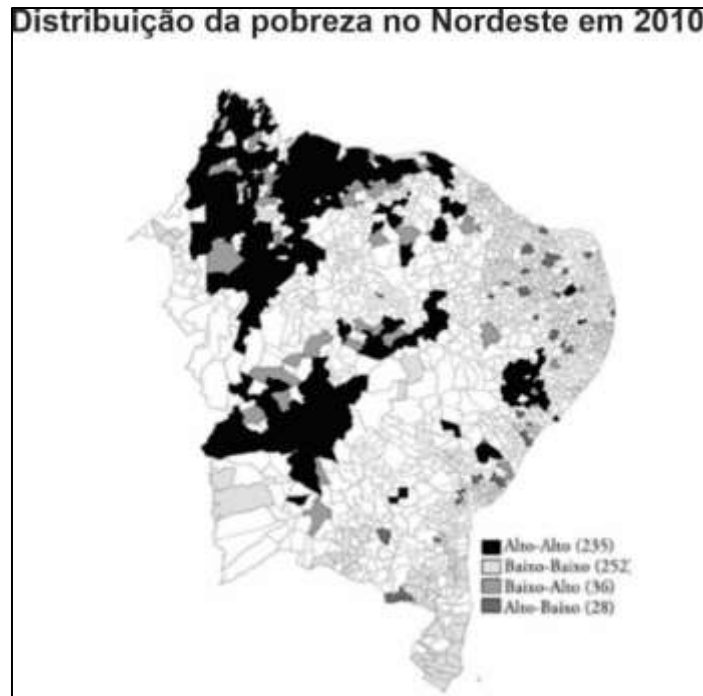 Distribuição da pobreza no Nordeste em 2010
Alto-Alto (235)
Baixo-Baixo (252)
Baixo-Alto (36)
Alto-Baixo (28)